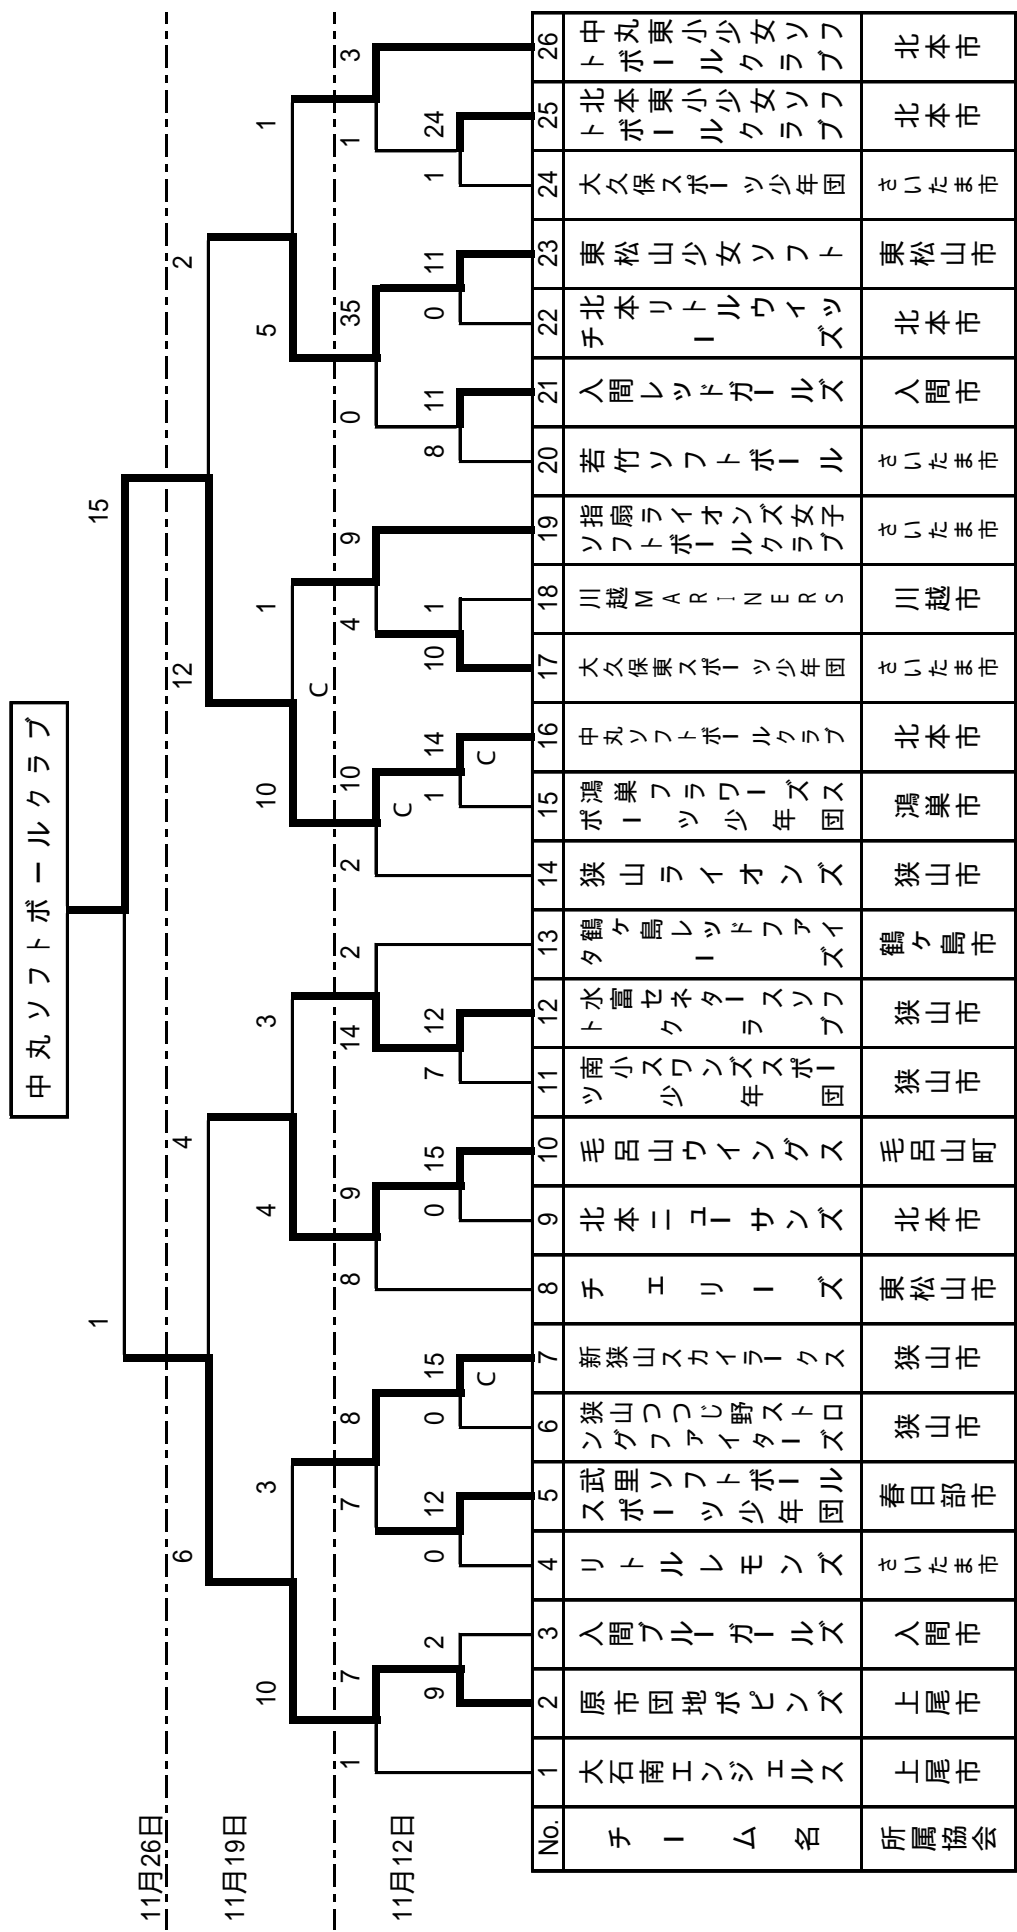 中丸ソフトボールクラブ
11月26日
1
15
11月19日
6
4
12
2
10
3
4
3
10
1
5
1
C
1
7
7
8
8
9
14
2
2
10
4
9
0
35
1
3
11月12日
C
9
2
0
12
0
15
0
15
7
12
1
14
10
1
8
11
0
11
1
24
C
C
No. チーム名 所属協会
1 大石南エンジェルス 上尾市
2 原市団地ポピンズ 上尾市
3 入間ブルーガールズ 入間市
4 リトルレモンズ さいたま市
5 武里ソフトボールスポーツ少年団 春日部市
6 狭山つつじ野ストロングファイターズ 狭山市
7 新狭山スカイラークス 狭山市
8 チェリーズ 東松山市
9 北本ニューサンズ 北本市
10 毛呂山ウイングス 毛呂山町
11 南小スワンズスポーツ少年団 狭山市
12 水富セネタースソフトクラブ 狭山市
13 鶴ヶ島レッドファイターズ 鶴ヶ島市
14 狭山ライオンズ 狭山市
15 鴻巣フラワーズスポーツ少年団 鴻巣市
16 中丸ソフトボールクラブ 北本市
17 大久保東スポーツ少年団 さいたま市
18 川越MARINERS 川越市
19 指扇ライオンズ女子ソフトボールクラブ さいたま市
20 若竹ソフトボール さいたま市
21 入間レッドガールズ 入間市
22 北本リトルウィッチーズ 北本市
23 東松山少女ソフト 東松山市
24 大久保スポーツ少年団 さいたま市
25 北本東小少女ソフトボールクラブ 北本市
26 中丸東小少女ソフトボールクラブ 北本市